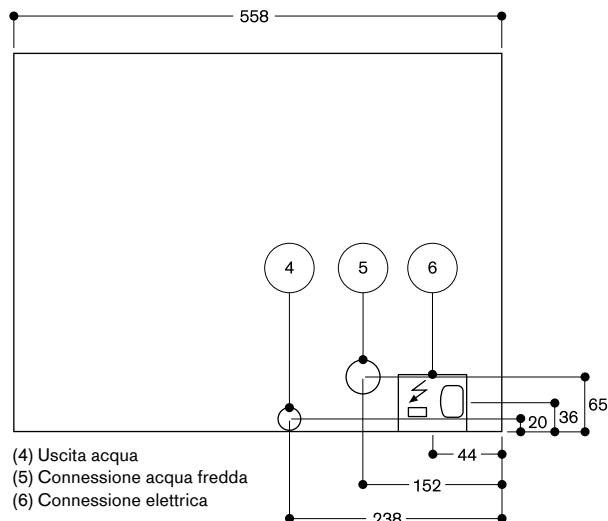 558
4 5 6
65
36
20
(4) Uscita acqua
44
(5) Connessione acqua fredda
152
(6) Connessione elettrica
238